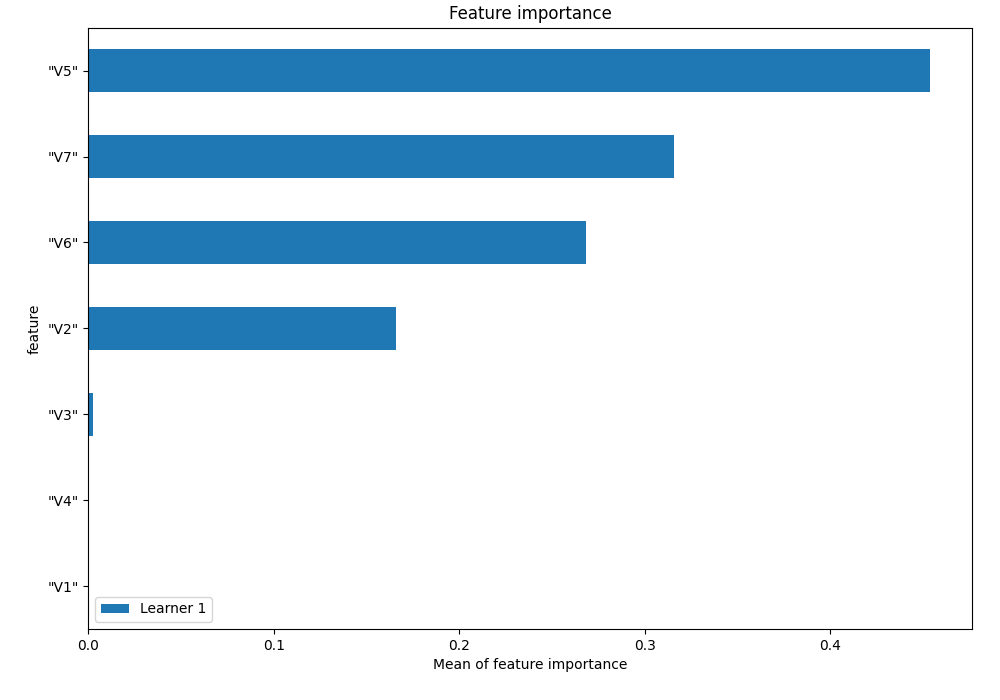 Feature importance
"V5"
"V7"
"V6"
"V2"
"V3"
"V4"
"V1"
feature
Learner 1
0.0 0.1 0.2 0.3 0.4
Mean of feature importance